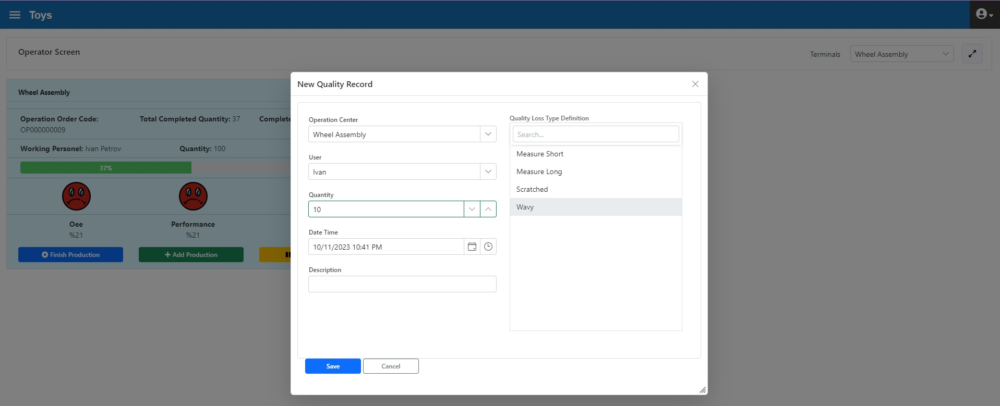 Toys
Operator Screen
Terminals
Wheel Assembly
Wheel Assembly
Operation Order Code:
OP000000009
Total Completed Quantity: 37
Complete
Working Personel: Ivan Petrov
Quantity: 100
37%
Oee
%21
Performance
%21
Finish Production
Add Production
New Quality Record
Operation Center
Wheel Assembly
User
Ivan
Quantity
10
Date Time
10/11/2023 10:41 PM
Description
Quality Loss Type Definition
Search...
Measure Short
Measure Long
Scratched
Wavy
Save
Cancel